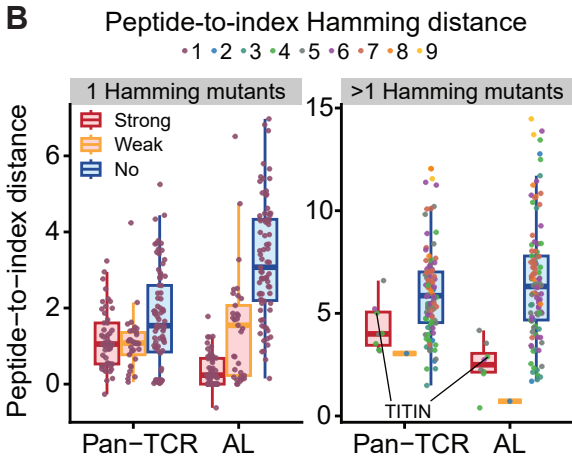 B
Peptide-to-index Hamming distance
1 2 3 4 5 6 7 8 9
1 Hamming mutants
>1 Hamming mutants
Peptide−to−index distance
Strong
Weak
No
6
4
2
0
15
10
5
0
TITIN
Pan−TCR AL
Pan−TCR AL